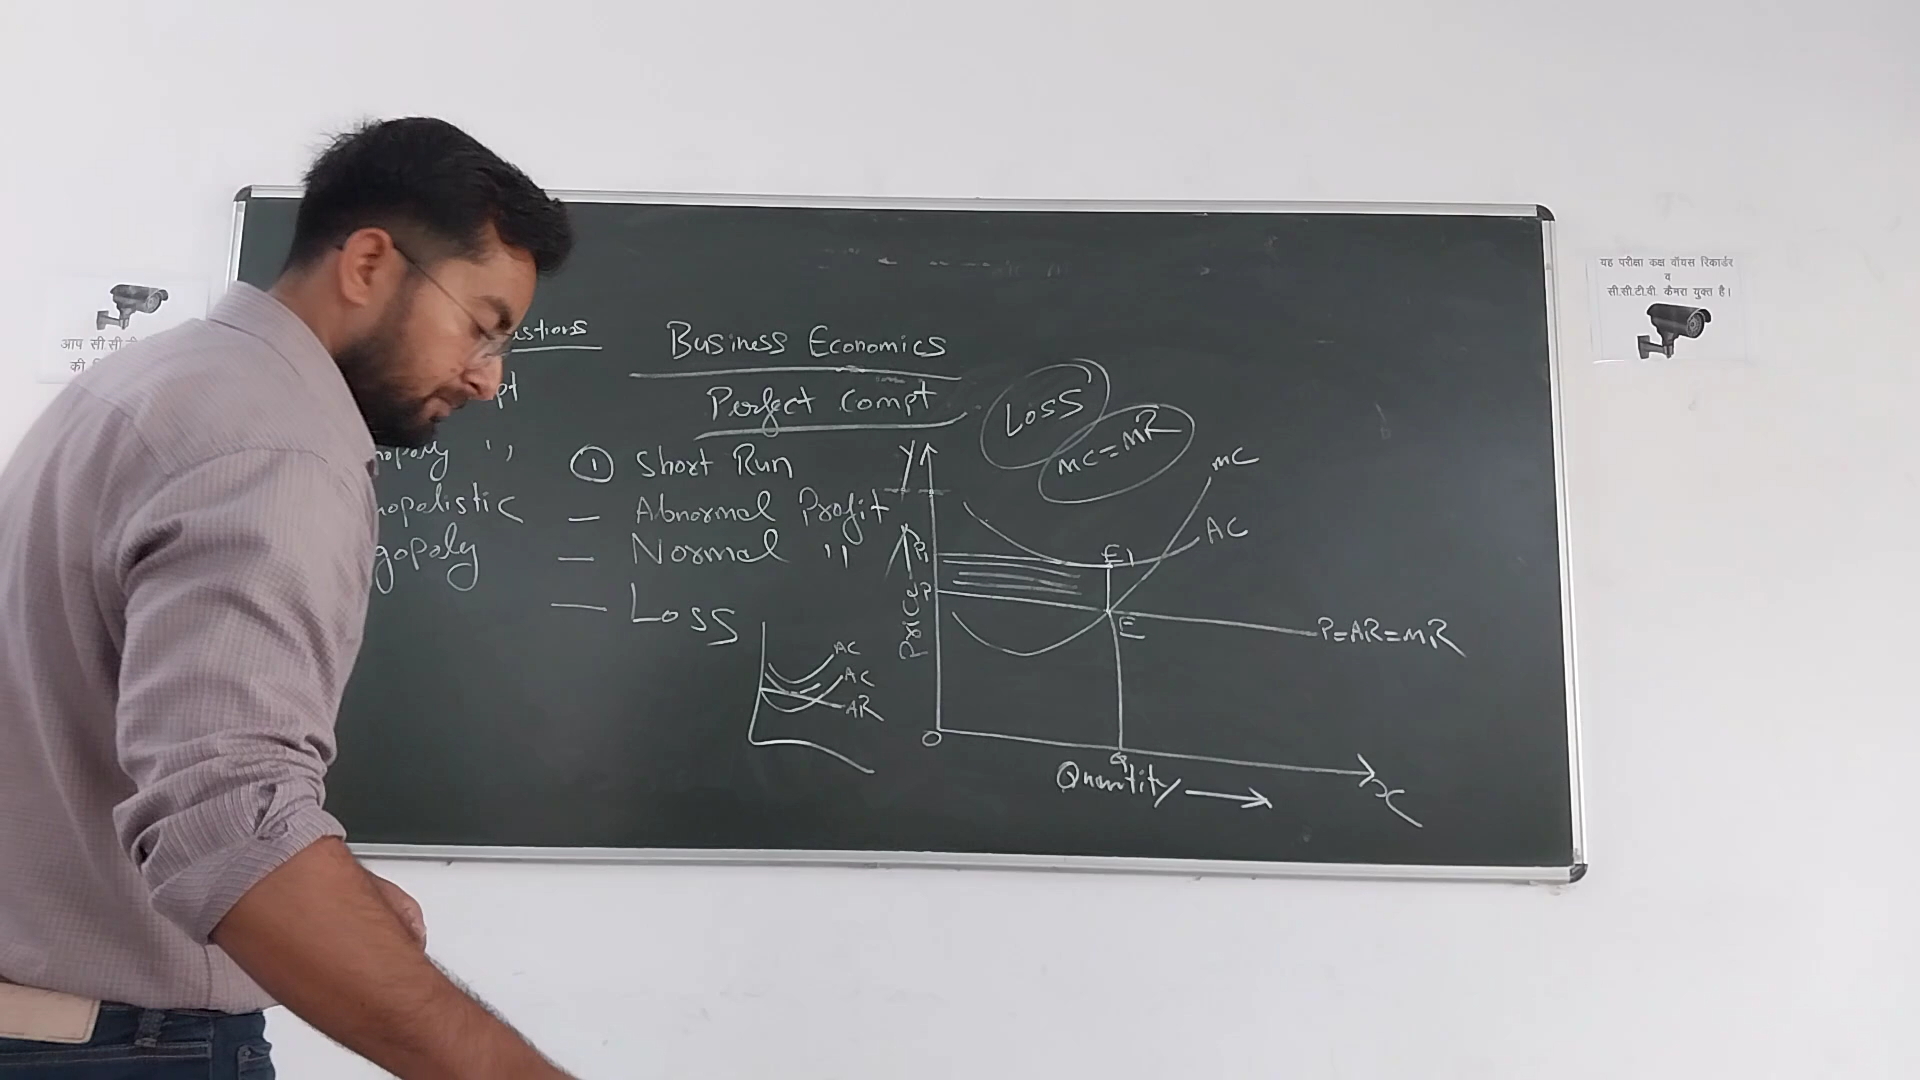 Business Economics
Perfect Compt
① Short Run
— Abnormal Profit
— Normal "
— Loss
AC
AC
AR
Loss
MC=MR
Y
MC
AC
P1
E1
P
E
Price
P=AR=MR
O
Q
Quantity
X
यह परीक्षा कक्ष वॉयस रिकार्डर
व
सी.सी.टी.वी. कैमरा युक्त है।
आप सी.सी
की